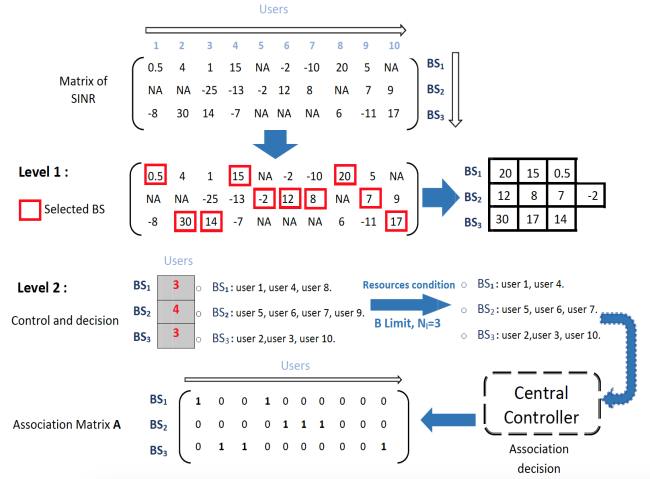 Users
1 2 3 4 5 6 7 8 9 10
Matrix of SINR
0.5 4 1 15 NA -2 -10 20 5 NA BS1
NA NA -25 -13 -2 12 8 NA 7 9 BS2
-8 30 14 -7 NA NA NA 6 -11 17 BS3
Level 1 :
Selected BS
0.5 4 1 15 NA -2 -10 20 5 NA
NA NA -25 -13 -2 12 8 NA 7 9
-8 30 14 -7 NA NA NA 6 -11 17
BS1 20 15 0.5
BS2 12 8 7 -2
BS3 30 17 14
Level 2 :
Control and decision
Users
BS1 3
BS2 4
BS3 3
BS1 : user 1, user 4, user 8.
BS2 : user 5, user 6, user 7, user 9.
BS3 : user 2,user 3, user 10.
Resources condition
B Limit, Ni=3
BS1 : user 1, user 4.
BS2 : user 5, user 6, user 7.
BS3 : user 2,user 3, user 10.
Central
Controller
Association
decision
Users
Association Matrix A
BS1 1 0 0 1 0 0 0 0 0 0
BS2 0 0 0 0 1 1 1 0 0 0
BS3 0 1 1 0 0 0 0 0 0 1